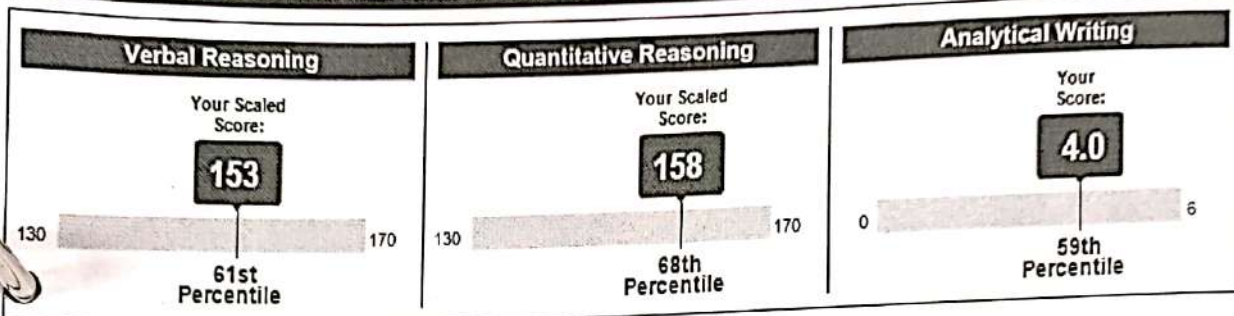 Verbal Reasoning
Your Scaled
Score:
153
130
170
61st
Percentile
Quantitative Reasoning
Your Scaled
Score:
158
130
170
68th
Percentile
Analytical Writing
Your
Score:
4.0
0
6
59th
Percentile